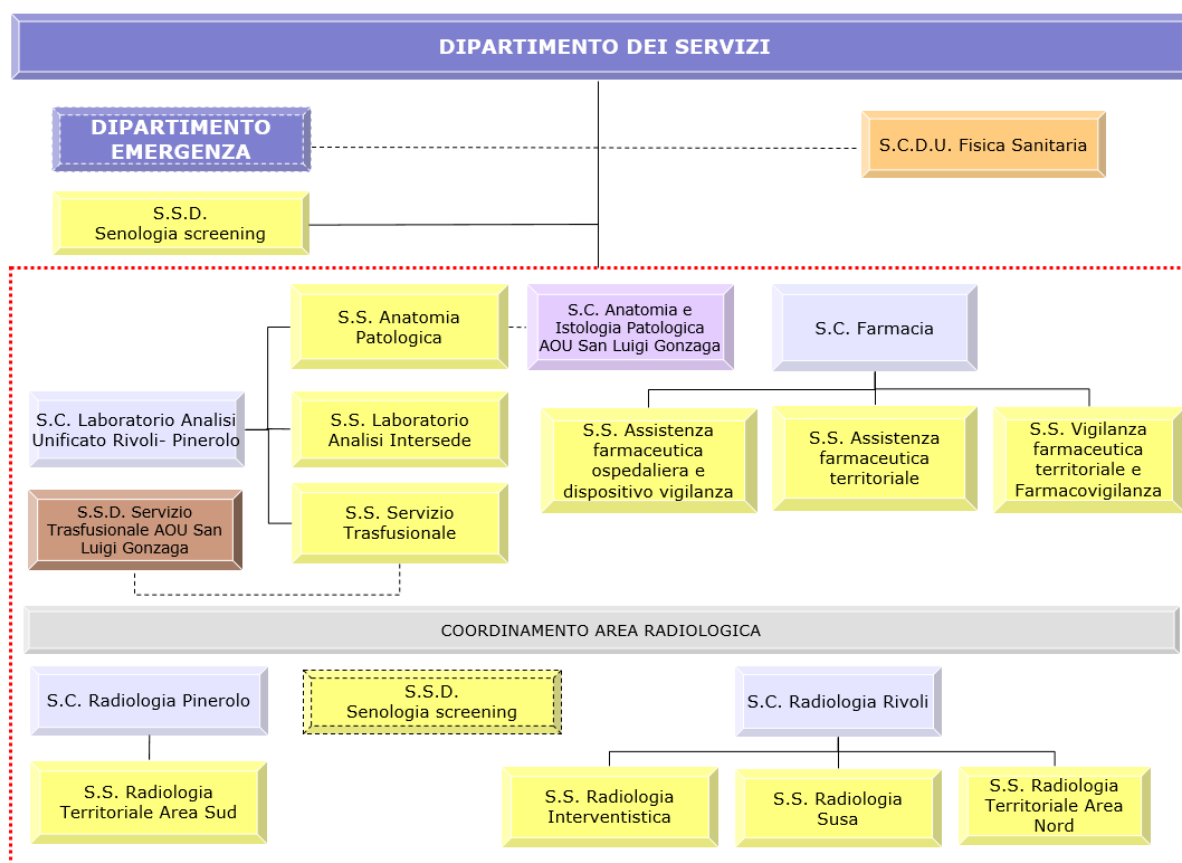 DIPARTIMENTO DEI SERVIZI
DIPARTIMENTO
EMERGENZA
S.C.D.U. Fisica Sanitaria
S.S.D.
Senologia screening
S.S. Anatomia
Patologica
S.C. Anatomia e
Istologia Patologica
AOU San Luigi Gonzaga
S.C. Farmacia
S.C. Laboratorio Analisi
Unificato Rivoli- Pinerolo
S.S. Laboratorio
Analisi Intersede
S.S. Assistenza
farmaceutica
ospedaliera e
dispositivo vigilanza
S.S. Assistenza
farmaceutica
territoriale
S.S. Vigilanza
farmaceutica
territoriale e
Farmacovigilanza
S.S.D. Servizio
Trasfusionale AOU San
Luigi Gonzaga
S.S. Servizio
Trasfusionale
COORDINAMENTO AREA RADIOLOGICA
S.C. Radiologia Pinerolo
S.S.D.
Senologia screening
S.C. Radiologia Rivoli
S.S. Radiologia
Territoriale Area Sud
S.S. Radiologia
Interventistica
S.S. Radiologia
Susa
S.S. Radiologia
Territoriale Area
Nord